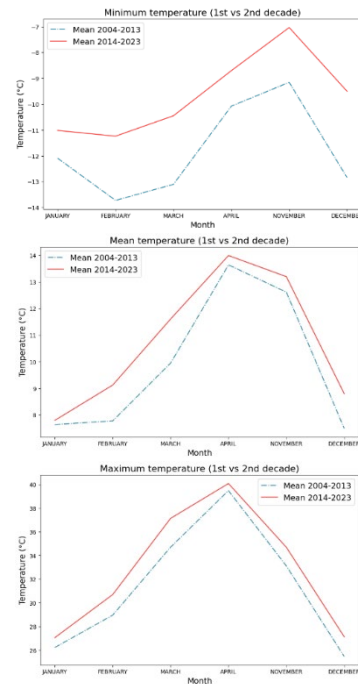 Minimum temperature (1st vs 2nd decade)
Mean 2004-2013
Mean 2014-2023
Temperature (°C)
−7
−8
−9
−10
−11
−12
−13
−14
JANUARY
FEBRUARY
MARCH
APRIL
NOVEMBER
DECEMBER
Month
Mean temperature (1st vs 2nd decade)
Mean 2004-2013
Mean 2014-2023
Temperature (°C)
14
13
12
11
10
9
8
JANUARY
FEBRUARY
MARCH
APRIL
NOVEMBER
DECEMBER
Month
Maximum temperature (1st vs 2nd decade)
Mean 2004-2013
Mean 2014-2023
Temperature (°C)
40
38
36
34
32
30
28
26
JANUARY
FEBRUARY
MARCH
APRIL
NOVEMBER
DECEMBER
Month